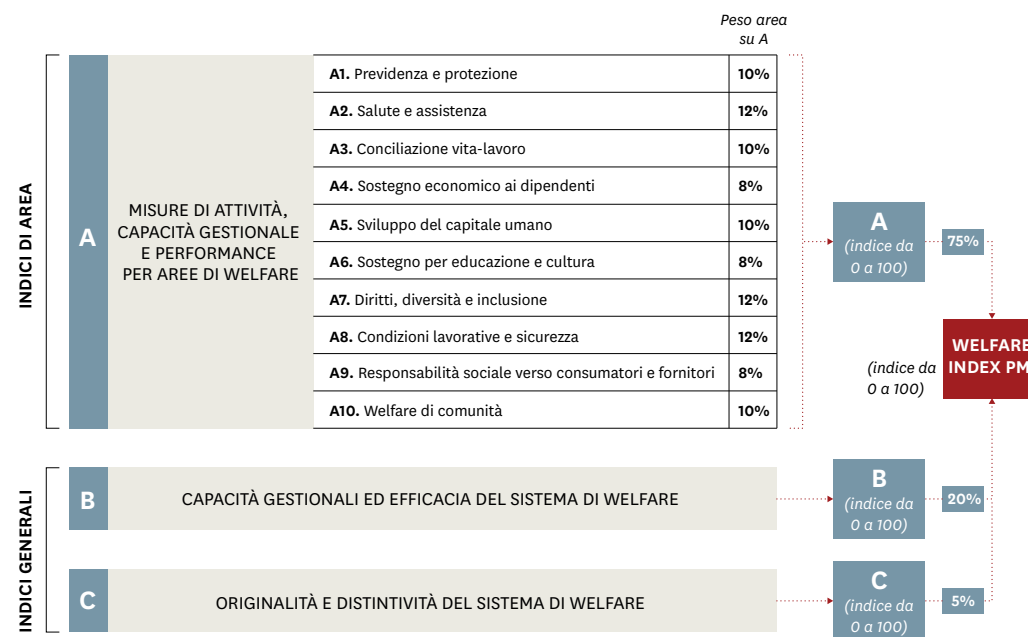 Peso area
su A
INDICI DI AREA
A
MISURE DI ATTIVITÀ,
CAPACITÀ GESTIONALE
E PERFORMANCE
PER AREE DI WELFARE
A1. Previdenza e protezione 10%
A2. Salute e assistenza 12%
A3. Conciliazione vita-lavoro 10%
A4. Sostegno economico ai dipendenti 8%
A5. Sviluppo del capitale umano 10%
A6. Sostegno per educazione e cultura 8%
A7. Diritti, diversità e inclusione 12%
A8. Condizioni lavorative e sicurezza 12%
A9. Responsabilità sociale verso consumatori e fornitori 8%
A10. Welfare di comunità 10%
A
(indice da
0 a 100)
75%
WELFARE
INDEX PM
(indice da
0 a 100)
INDICI GENERALI
B
CAPACITÀ GESTIONALI ED EFFICACIA DEL SISTEMA DI WELFARE
B
(indice da
0 a 100)
20%
C
ORIGINALITÀ E DISTINTIVITÀ DEL SISTEMA DI WELFARE
C
(indice da
0 a 100)
5%